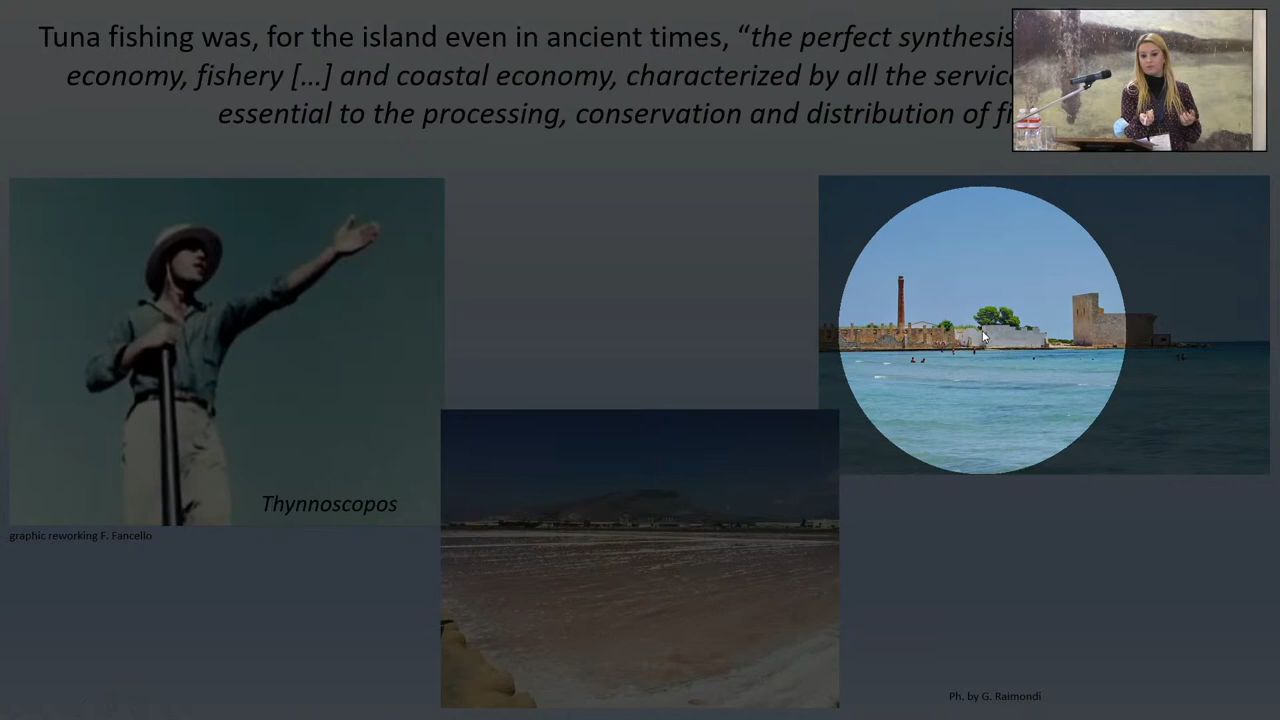 Tuna fishing was, for the island even in ancient times, “the perfect synthesis
economy, fishery [...] and coastal economy, characterized by all the servic
essential to the processing, conservation and distribution of fi
Thynnoscopos
graphic reworking F. Fancello
Ph. by G. Raimondi